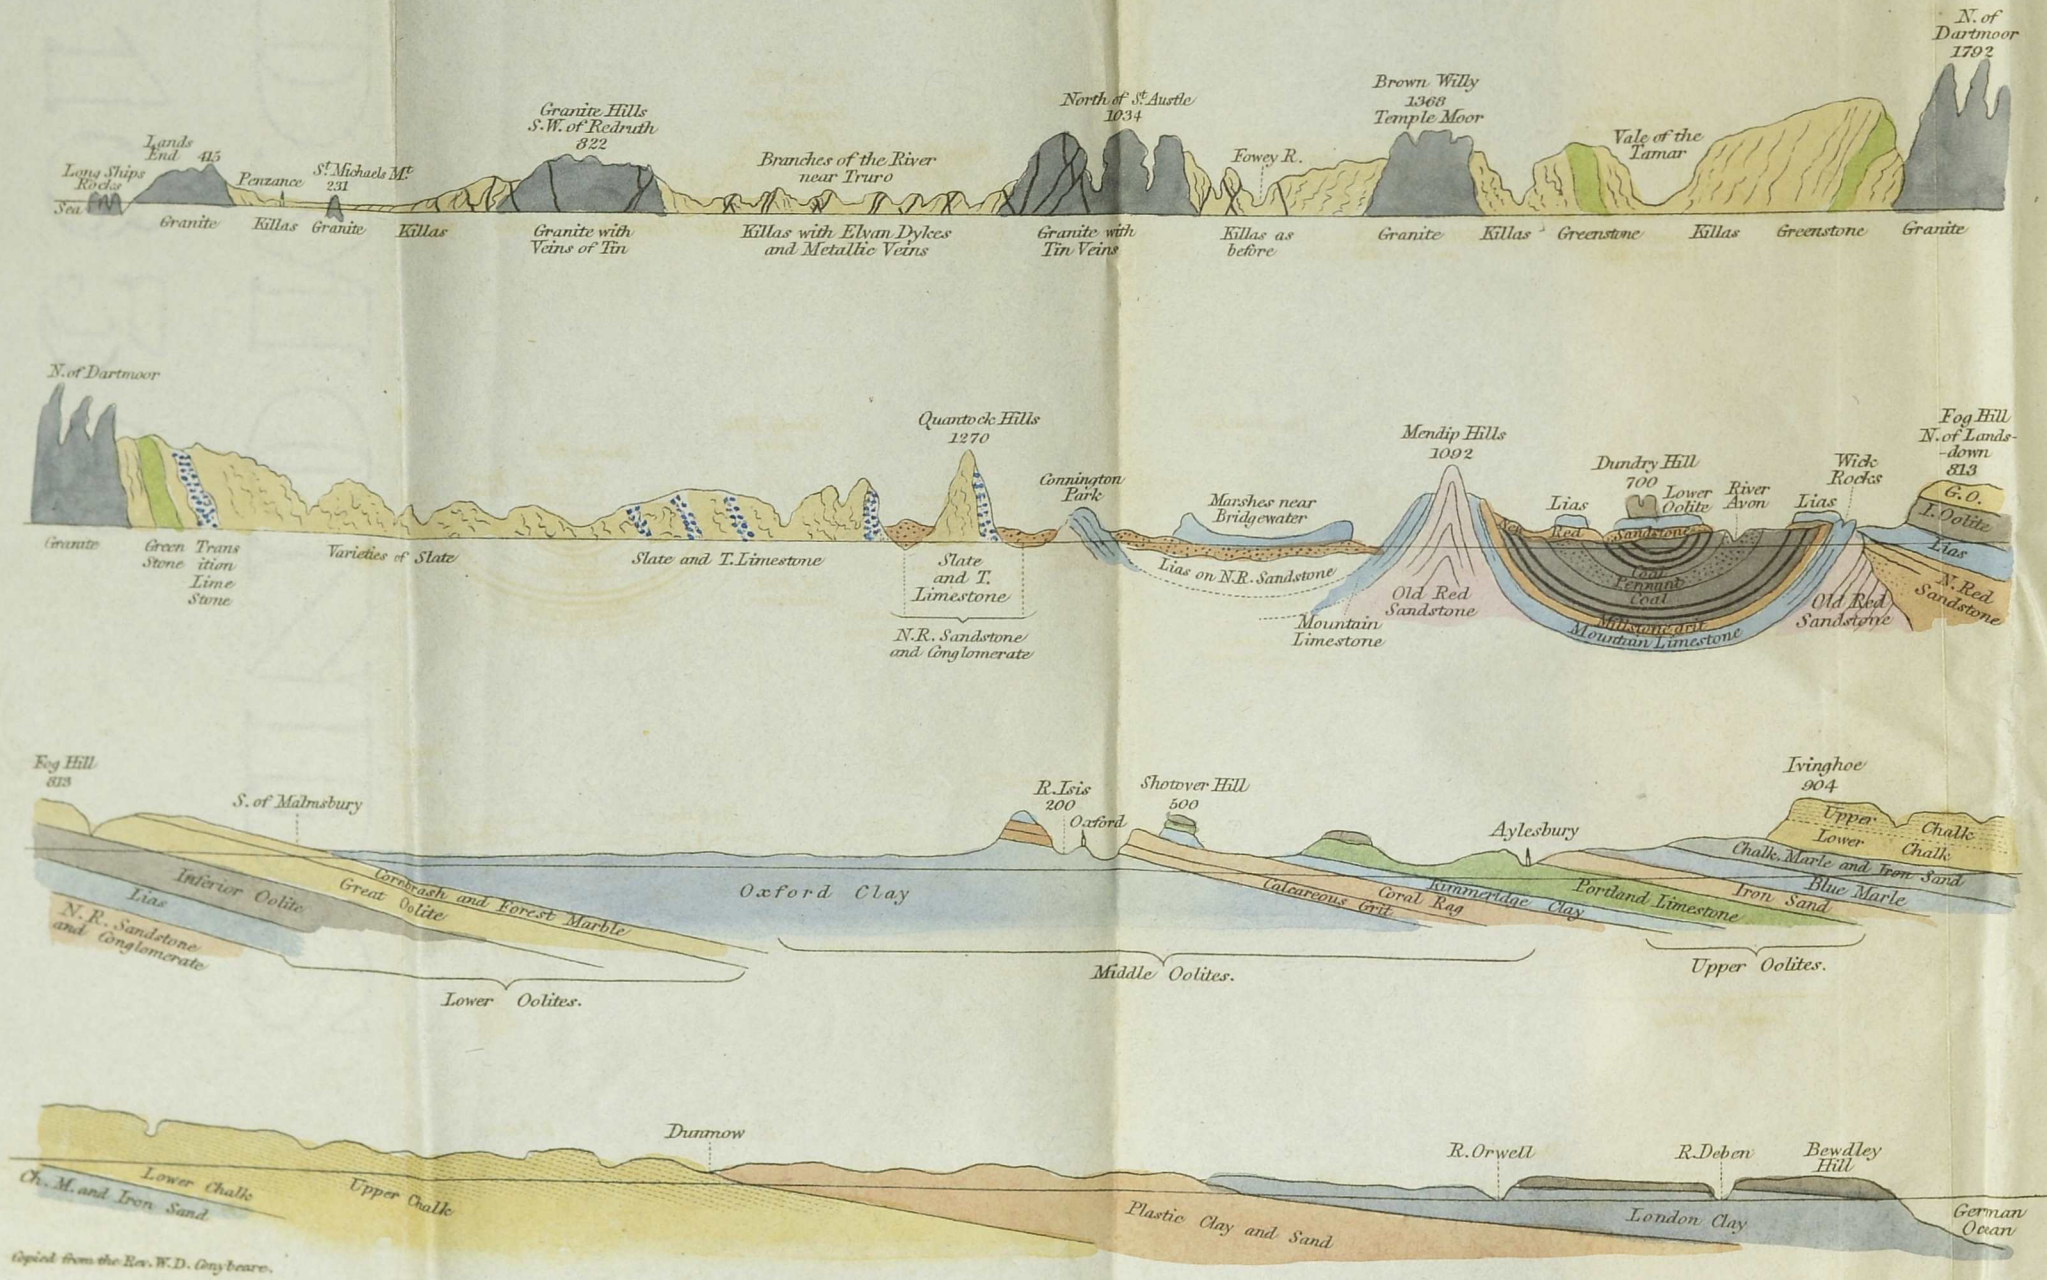 N. of
Dartmoor
1792
Brown Willy
1368
Temple Moor
North of St Austle
1034
Granite Hills
S.W. of Redruth
822
Vale of the
Tamar
Lands
End 415
Long Ships
Rocks
Penzance
St Michaels Mt
231
Branches of the River
near Truro
Fowey R.
Sea
Granite
Killas
Granite
Killas
Granite with
Veins of Tin
Killas with Elvan Dykes
and Metallic Veins
Granite with
Tin Veins
Killas as
before
Granite
Killas
Greenstone
Killas
Greenstone
Granite
N. of Dartmoor
Quantock Hills
1270
Connington
Park
Marshes near
Bridgewater
Mendip Hills
1092
Dundry Hill
700
Lias
Lower
Oolite
River
Avon
Lias
Wick
Rocks
Fog Hill
N. of Lands-
-down
813
G.O.
I. Oolite
Lias
N. Red
Sandstone
New Red Sandstone
Coal
Pennant
Coal
Millstone Grit
Mountain Limestone
Old Red
Sandstone
Old Red
Sandstone
Granite
Green
Stone
Trans
ition
Lime
Stone
Varieties of Slate
Slate and T. Limestone
Slate
and T.
Limestone
N.R. Sandstone
and Conglomerate
Lias on N.R. Sandstone
Mountain
Limestone
Fog Hill
813
S. of Malmsbury
R. Isis
200
Oxford
Shotover Hill
500
Aylesbury
Ivinghoe
904
Upper Chalk
Lower Chalk
Chalk, Marle and Iron Sand
Blue Marle
Iron Sand
Portland Limestone
Kimmeridge Clay
Coral Rag
Calcareous Grit
Oxford Clay
Cornbrash and Forest Marble
Great Oolite
Inferior Oolite
Lias
N.R. Sandstone
and Conglomerate
Lower Oolites.
Middle Oolites.
Upper Oolites.
Dunmow
R. Orwell
R. Deben
Bewdley
Hill
Lower Chalk
Ch. M. and Iron Sand
Upper Chalk
Plastic Clay and Sand
London Clay
German
Ocean
Copied from the Rev. W. D. Conybeare.